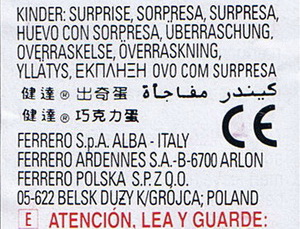 KINDER: SURPRISE, SORPRESA, SURPRESA,
HUEVO CON SORPRESA, ÜBERRASCHUNG.
OVERRASKELSE, ÖVERRASKNING,
YLLÄTYS, ΕΚΠΛΗΞΗ OVO COM SURPRESA
健達® 出奇蛋 كيندر مفاجأة
健達® 巧克力蛋
CE
FERRERO S.p.A. ALBA - ITALY
FERRERO ARDENNES S.A.-B-6700 ARLON
FERRERO POLSKA S.P. Z.O.O.
05-622 BELSK DUZY K/GRÓJCA; POLAND
E ATENCIÓN, LEA Y GUARDE: